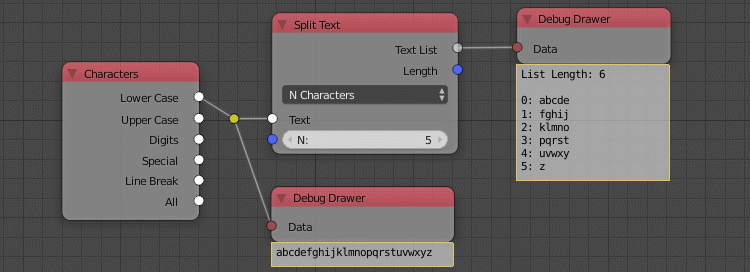 Characters
Lower Case
Upper Case
Digits
Special
Line Break
All
Split Text
Text List
Length
N Characters
Text
N: 5
Debug Drawer
Data
abcdefghijklmnopqrstuvwxyz
Debug Drawer
Data
List Length: 6
0: abcde
1: fghij
2: klmno
3: pqrst
4: uvwxy
5: z